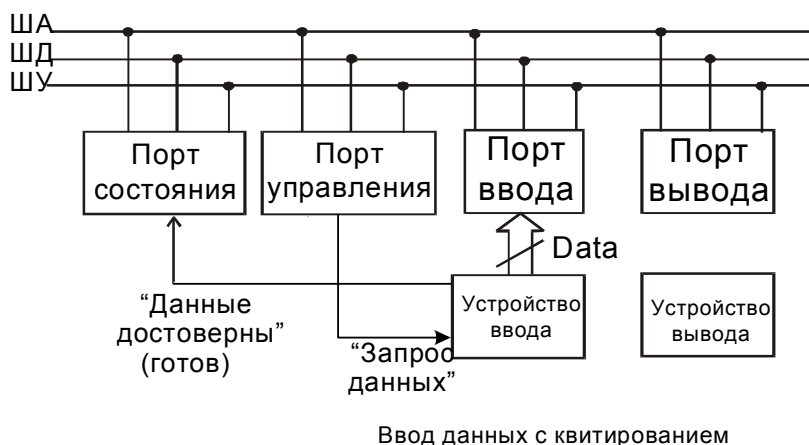 ША
ШД
ШУ
Порт
состояния
Порт
управления
Порт
ввода
Порт
вывода
Data
“Данные
достоверны”
(готов)
“Запрос
данных”
Устройство
ввода
Устройство
вывода
Ввод данных с квитированием